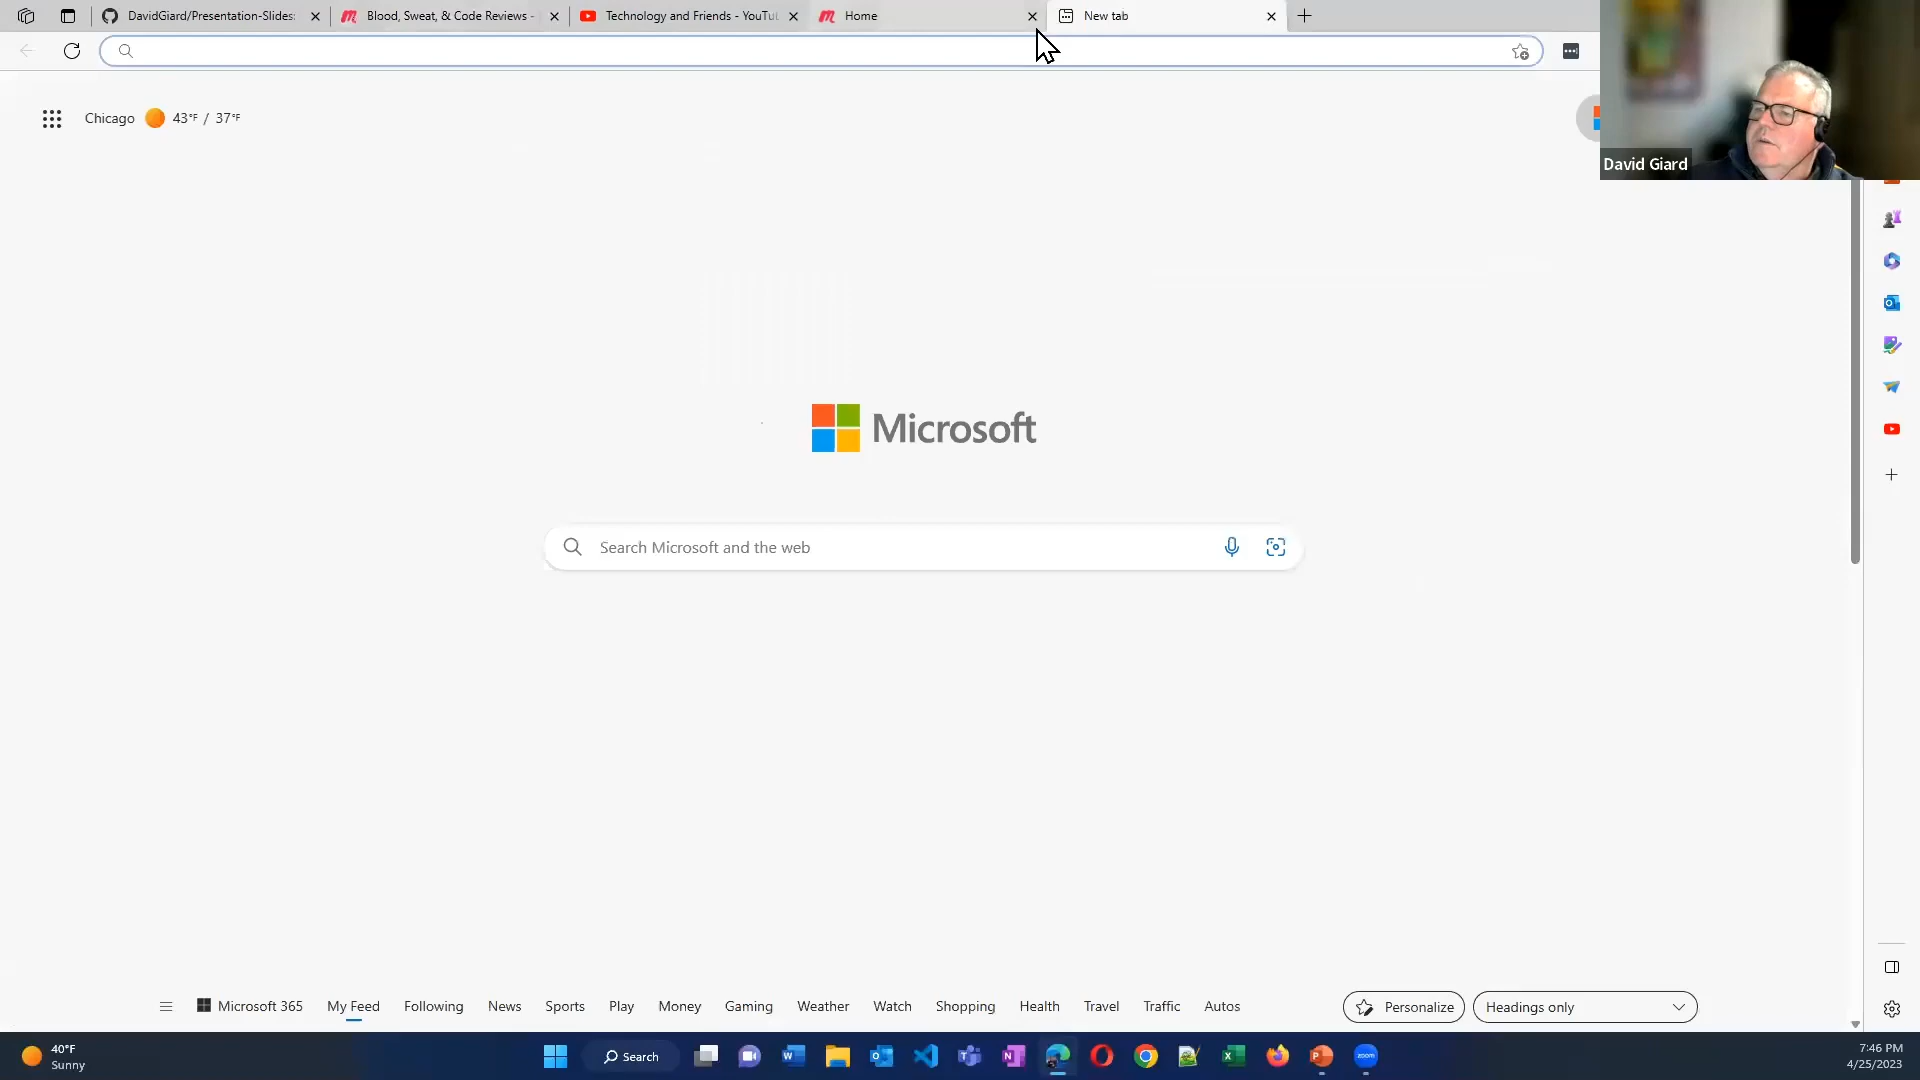 DavidGiard/Presentation-Slides:
Blood, Sweat, & Code Reviews -
Technology and Friends - YouTu
Home
New tab
Chicago 43°F / 37°F
David Giard
Microsoft
Search Microsoft and the web
Microsoft 365 My Feed Following News Sports Play Money Gaming Weather Watch Shopping Health Travel Traffic Autos Personalize Headings only
40°F
Sunny
Search
zoom
7:46 PM
4/25/2023